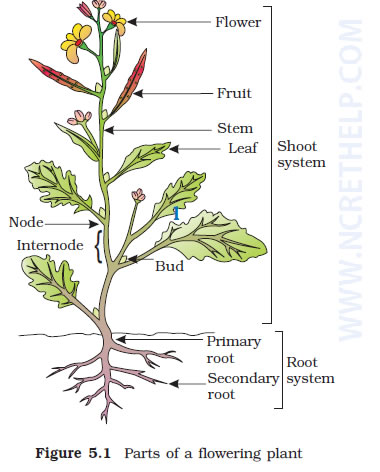 Flower
Fruit
Stem
Leaf
Shoot
system
Node
Internode
Bud
Primary
root
Secondary
root
Root
system
Figure 5.1 Parts of a flowering plant
WWW.NCRETHELP.COM
1